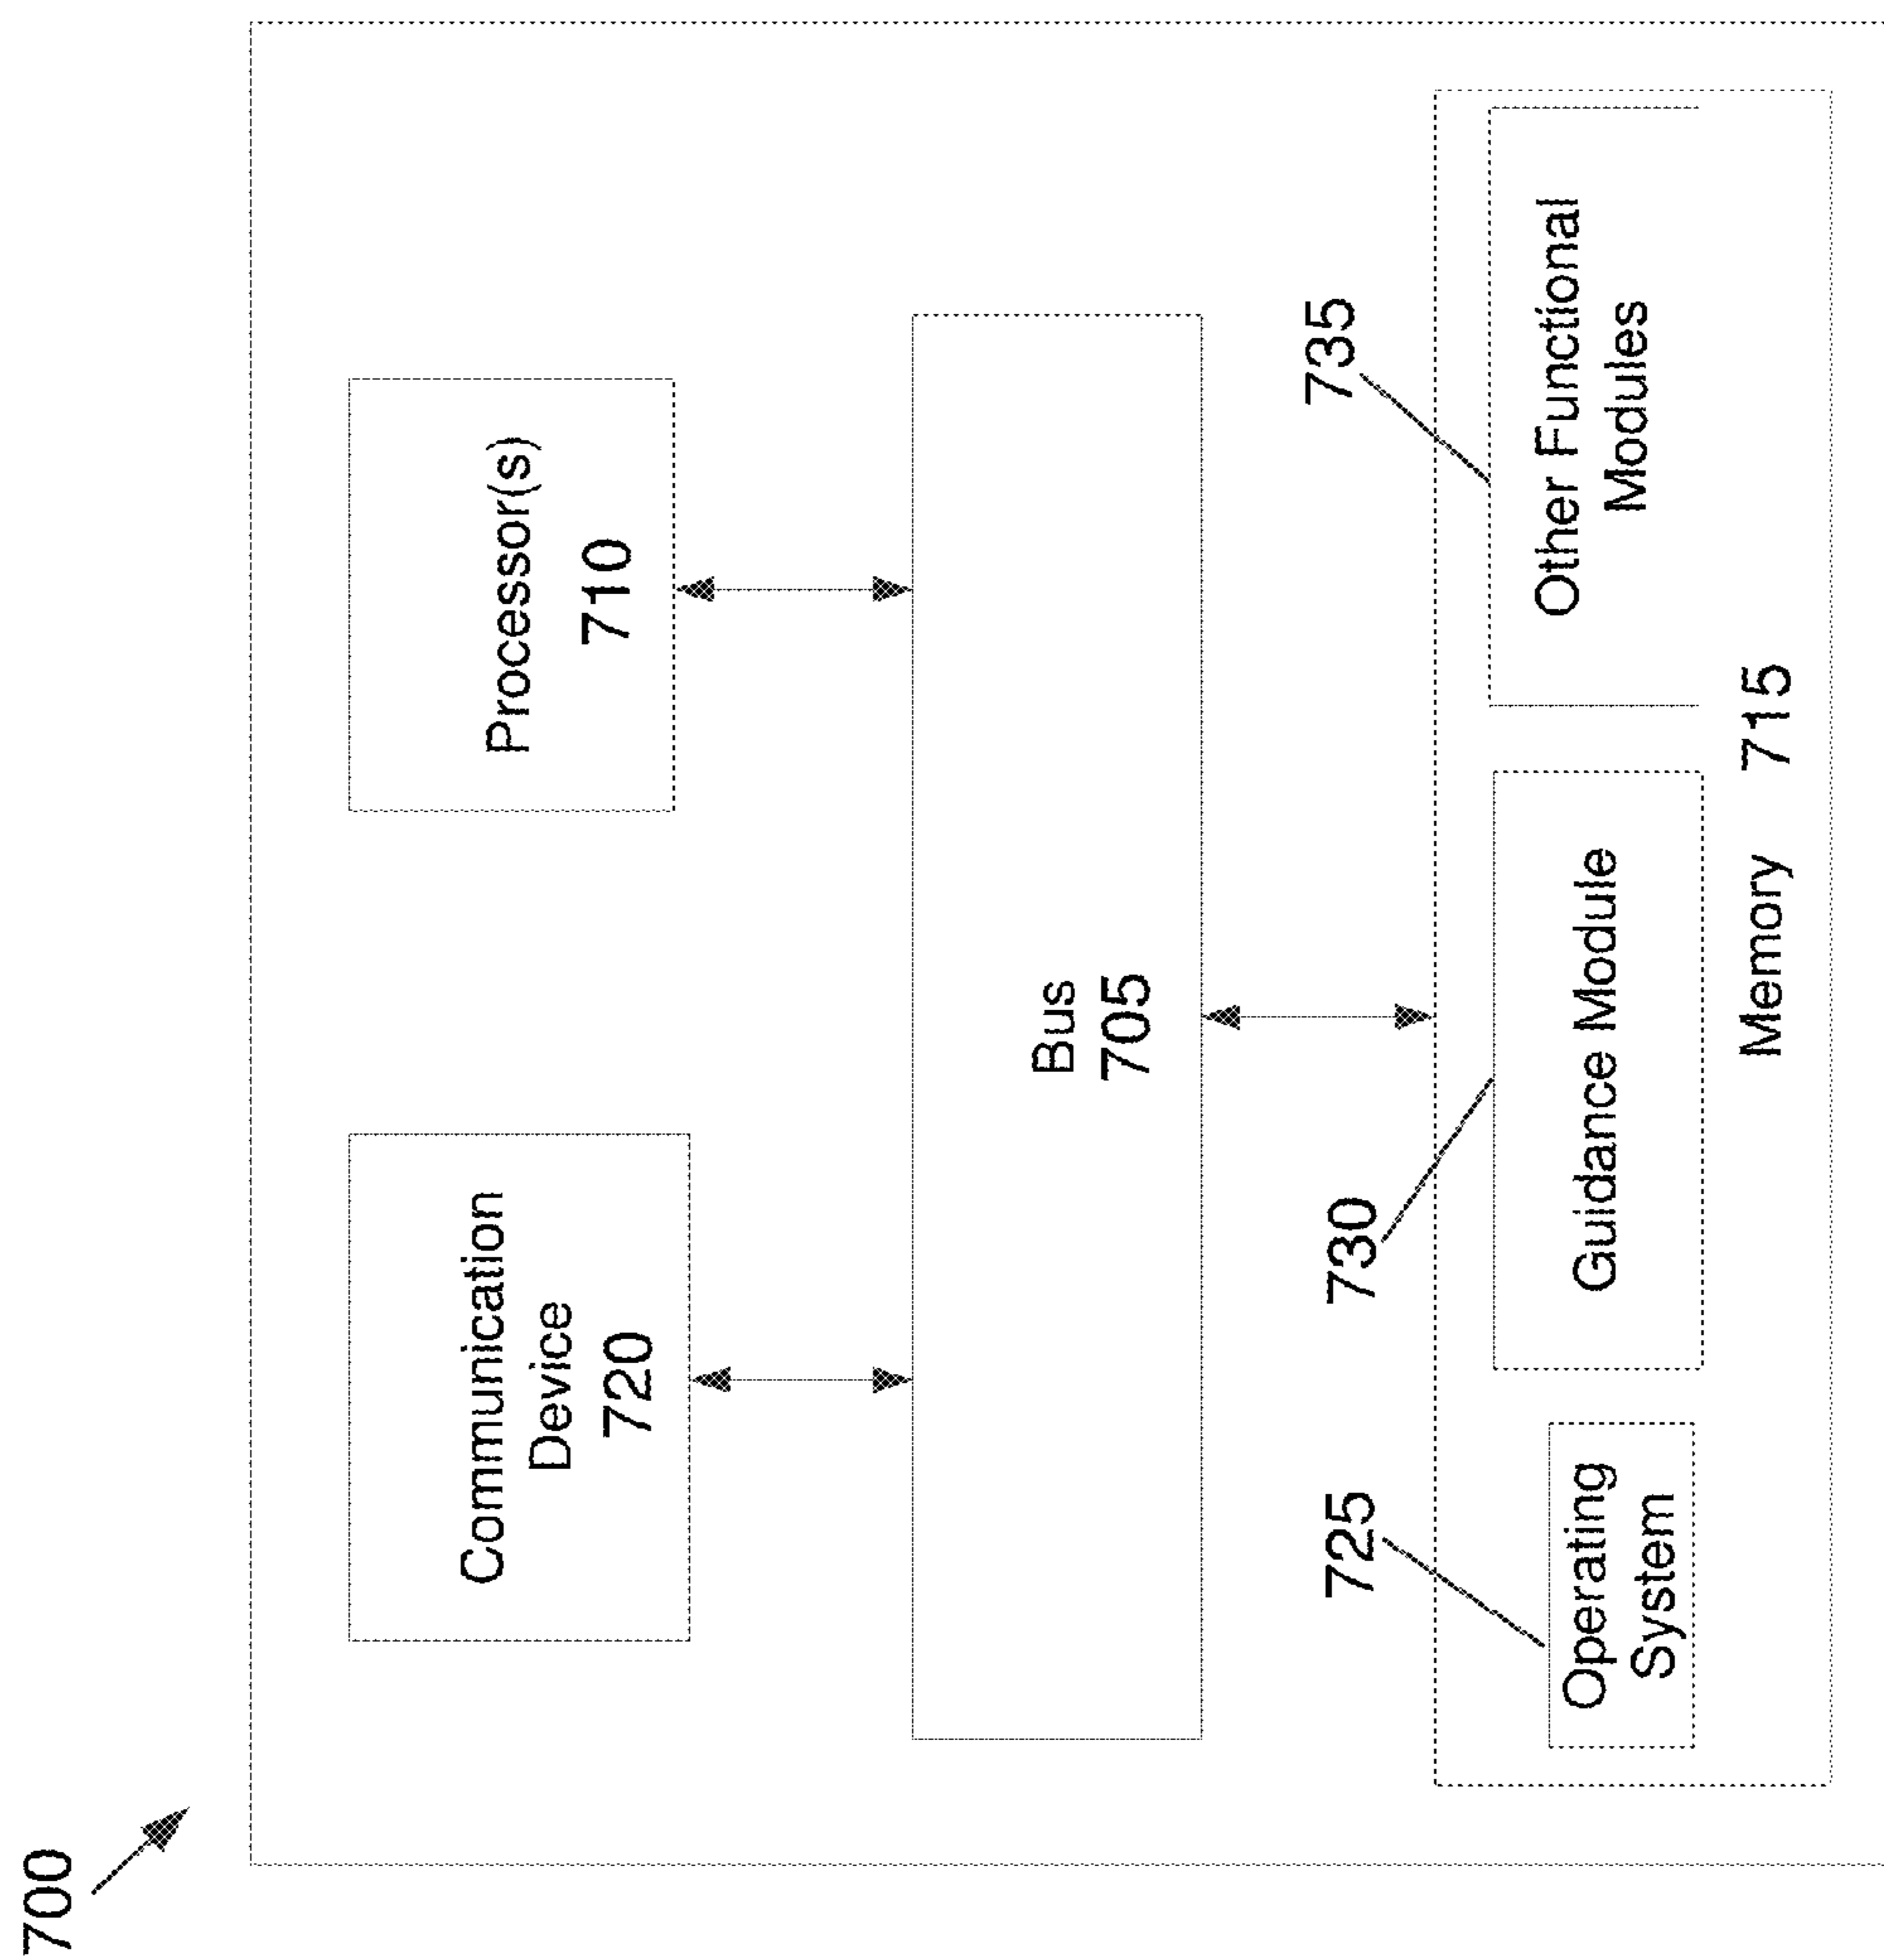 700
Communication
Device
720
Processor(s)
710
Bus
705
725
730
735
Operating
System
Guidance Module
Other Functional
Modules
Memory 715